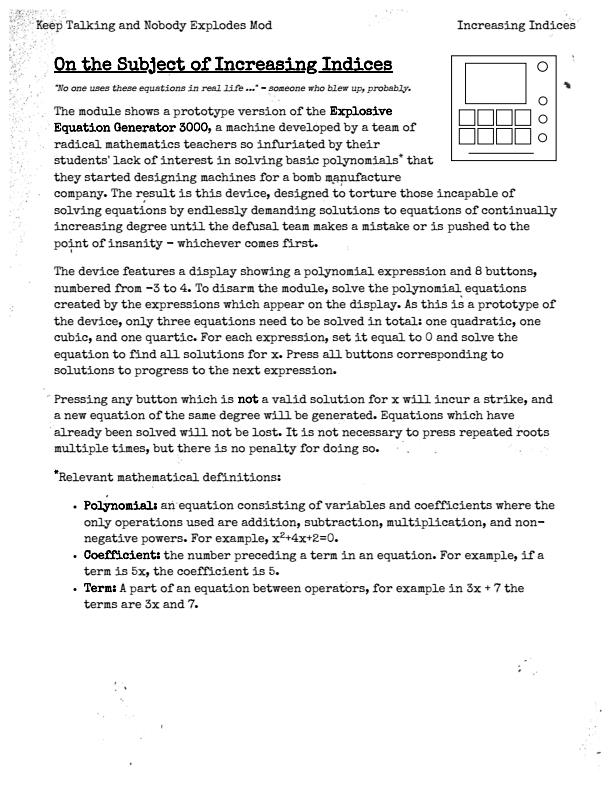 Keep Talking and Nobody Explodes Mod
Increasing Indices
On the Subject of Increasing Indices
"No one uses these equations in real life ..." – someone who blew up, probably.
The module shows a prototype version of the Explosive
Equation Generator 3000, a machine developed by a team of
radical mathematics teachers so infuriated by their
students' lack of interest in solving basic polynomials* that
they started designing machines for a bomb manufacture
company. The result is this device, designed to torture those incapable of
solving equations by endlessly demanding solutions to equations of continually
increasing degree until the defusal team makes a mistake or is pushed to the
point of insanity – whichever comes first.
The device features a display showing a polynomial expression and 8 buttons,
numbered from -3 to 4. To disarm the module, solve the polynomial equations
created by the expressions which appear on the display. As this is a prototype of
the device, only three equations need to be solved in total: one quadratic, one
cubic, and one quartic. For each expression, set it equal to 0 and solve the
equation to find all solutions for x. Press all buttons corresponding to
solutions to progress to the next expression.
Pressing any button which is not a valid solution for x will incur a strike, and
a new equation of the same degree will be generated. Equations which have
already been solved will not be lost. It is not necessary to press repeated roots
multiple times, but there is no penalty for doing so.
*Relevant mathematical definitions:
• Polynomial: an equation consisting of variables and coefficients where the
only operations used are addition, subtraction, multiplication, and non-
negative powers. For example, x²+4x+2=0.
• Coefficient: the number preceding a term in an equation. For example, if a
term is 5x, the coefficient is 5.
• Term: A part of an equation between operators, for example in 3x + 7 the
terms are 3x and 7.